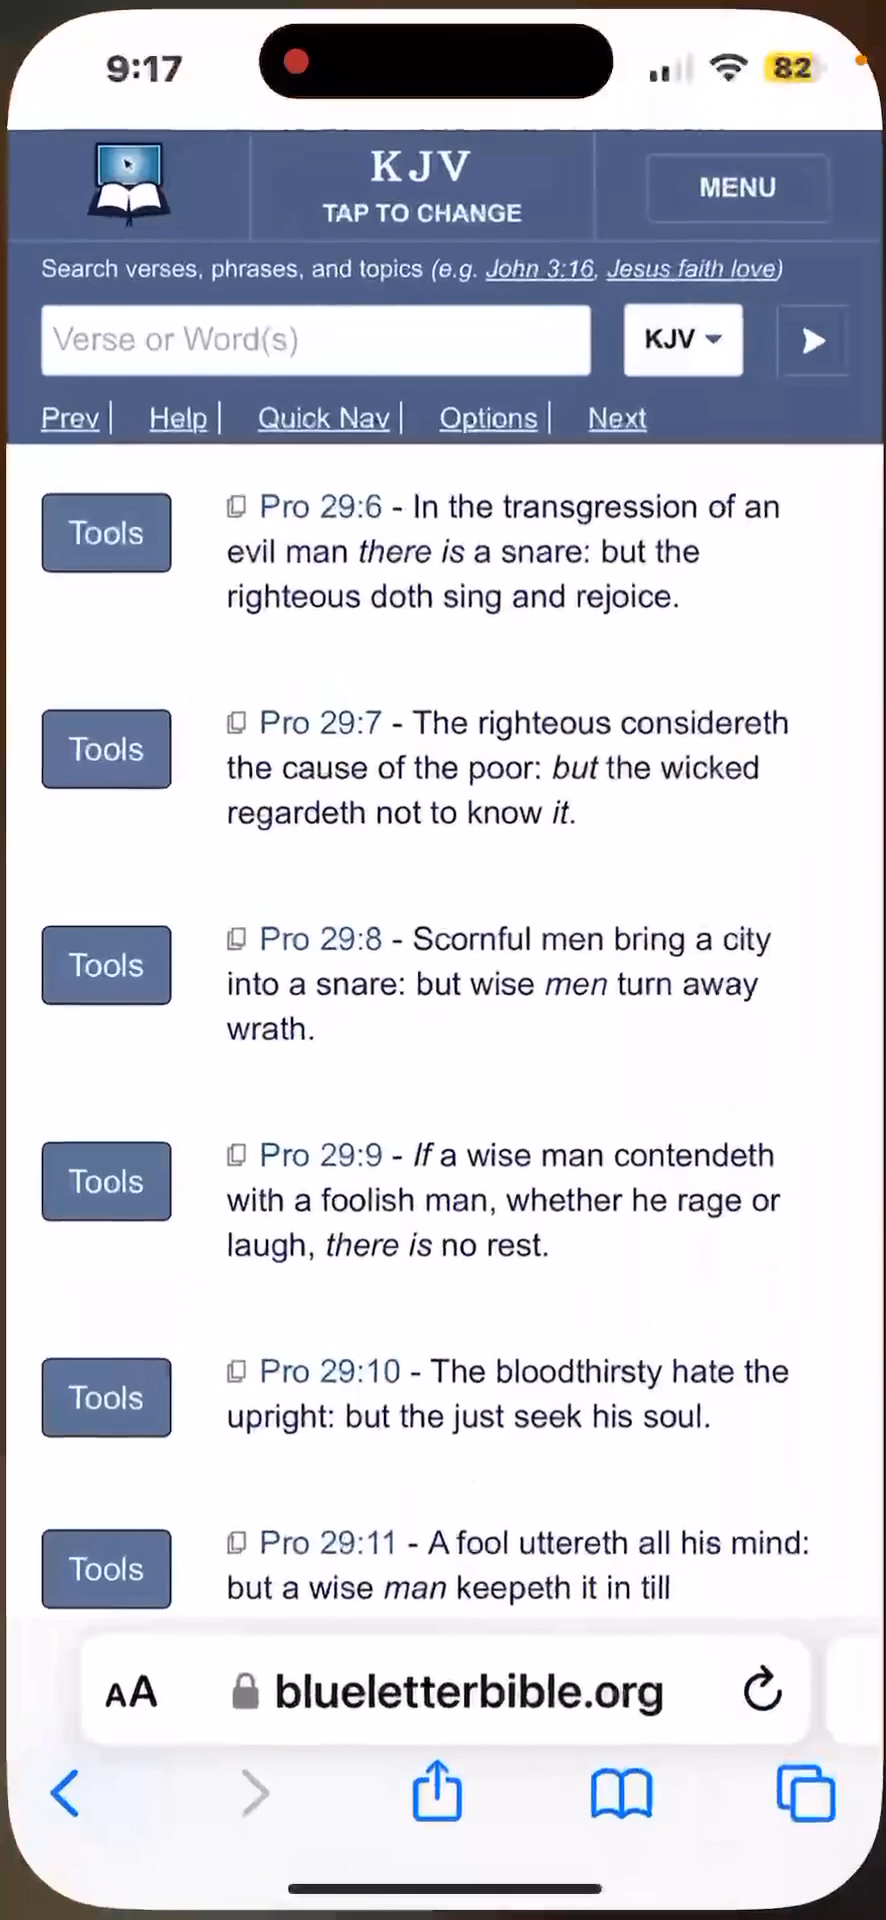 9:17
82
KJV
TAP TO CHANGE
MENU
Search verses, phrases, and topics (e.g. John 3:16, Jesus faith love)
Verse or Word(s)
KJV
Prev | Help | Quick Nav | Options | Next
Tools
Pro 29:6 - In the transgression of an
evil man there is a snare: but the
righteous doth sing and rejoice.
Tools
Pro 29:7 - The righteous considereth
the cause of the poor: but the wicked
regardeth not to know it.
Tools
Pro 29:8 - Scornful men bring a city
into a snare: but wise men turn away
wrath.
Tools
Pro 29:9 - If a wise man contendeth
with a foolish man, whether he rage or
laugh, there is no rest.
Tools
Pro 29:10 - The bloodthirsty hate the
upright: but the just seek his soul.
Tools
Pro 29:11 - A fool uttereth all his mind:
but a wise man keepeth it in till
AA blueletterbible.org